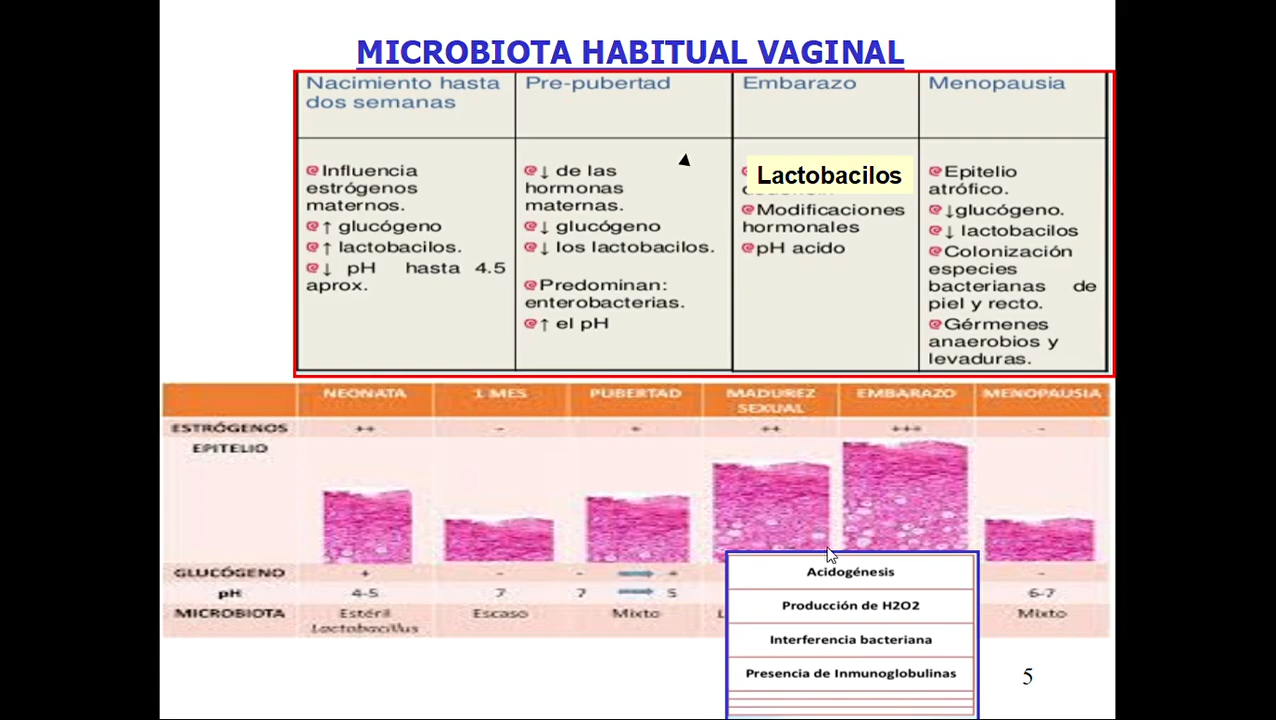 MICROBIOTA HABITUAL VAGINAL
Nacimiento hasta
dos semanas
Influencia
estrógenos
maternos.
↑ glucógeno
↑ lactobacilos.
↓ pH hasta 4.5
aprox.
Pre-pubertad
↓ de las
hormonas
maternas.
↓ glucógeno
↓ los lactobacilos.
Predominan:
enterobacterias.
↑ el pH
Embarazo
Lactobacilos
Modificaciones
hormonales
pH acido
Menopausia
Epitelio
atrófico.
↓glucógeno.
↓ lactobacilos
Colonización
especies
bacterianas de
piel y recto.
Gérmenes
anaerobios y
levaduras.
NEONATA 1 MES PUBERTAD MADUREZ SEXUAL EMBARAZO MENOPAUSIA
ESTRÓGENOS ++ - + ++ +++ -
EPITELIO
GLUCÓGENO + - - +  -
pH 4-5 7 7 5 6-7
MICROBIOTA Estéril Escaso Mixto Mixto
Lactobacillus
Acidogénesis
Producción de H2O2
Interferencia bacteriana
Presencia de Inmunoglobulinas
5